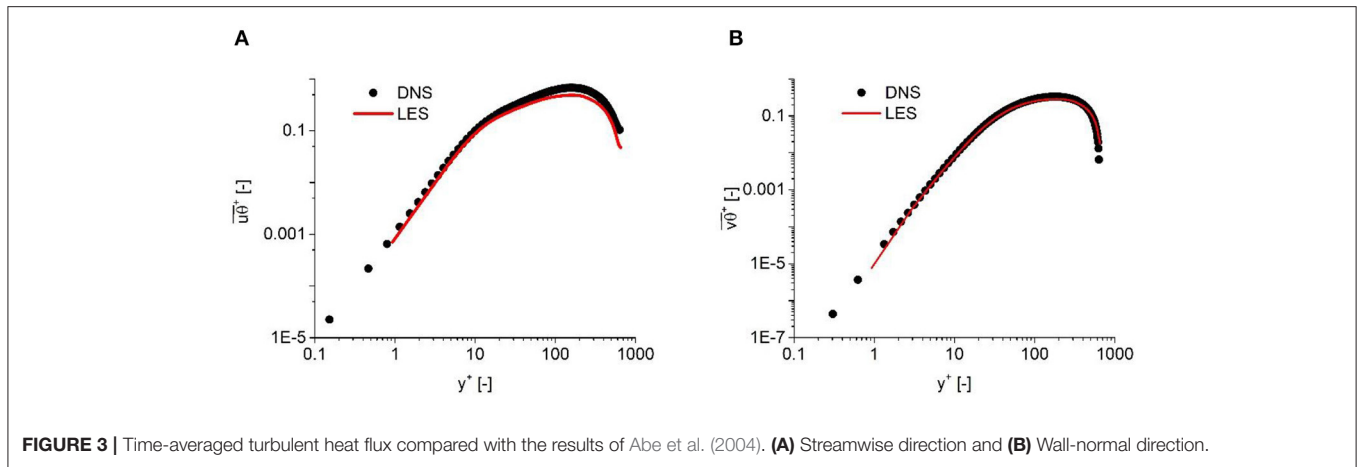 A
DNS
LES
0.1
0.001
1E-5
0.1 1 10 100 1000
y⁺ [-]
u̅θ̅⁺ [-]
B
DNS
LES
0.1
0.001
1E-5
1E-7
0.1 1 10 100 1000
y⁺ [-]
v̅θ̅⁺ [-]
FIGURE 3 | Time-averaged turbulent heat flux compared with the results of Abe et al. (2004). (A) Streamwise direction and (B) Wall-normal direction.